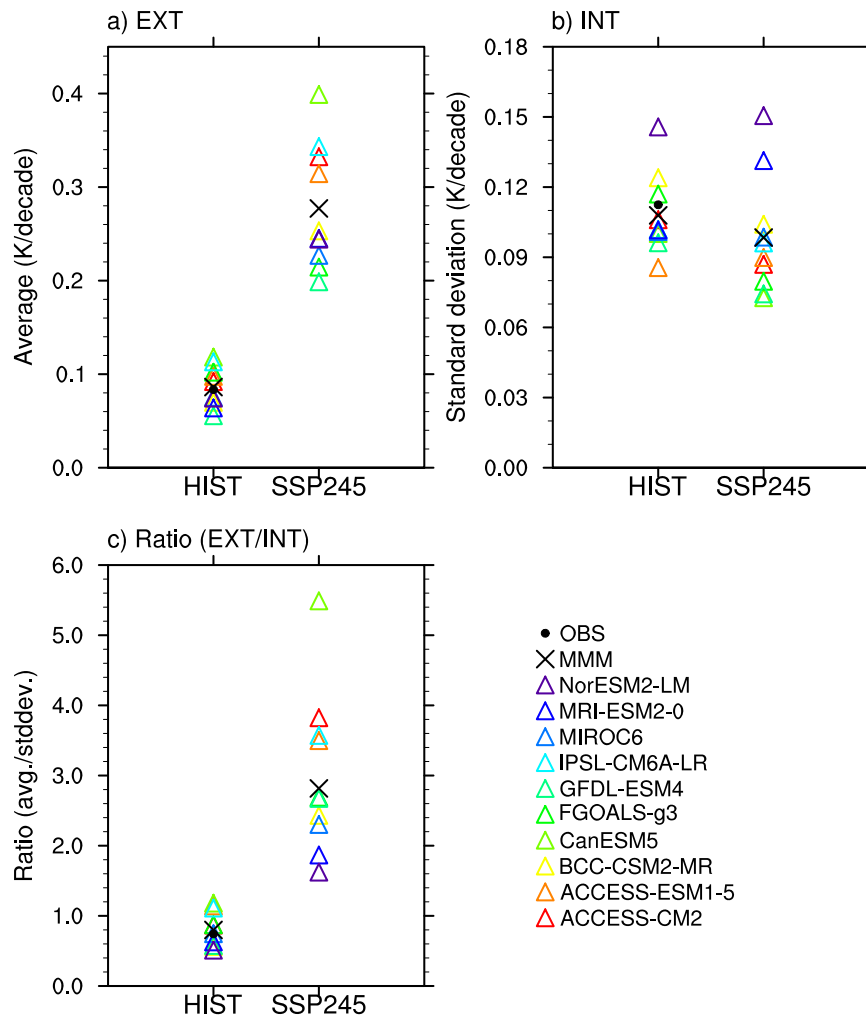 a) EXT
Average (K/decade)
0.4
0.3
0.2
0.1
0.0
HIST SSP245
b) INT
Standard deviation (K/decade)
0.18
0.15
0.12
0.09
0.06
0.03
0.00
HIST SSP245
c) Ratio (EXT/INT)
Ratio (avg./stddev.)
6.0
5.0
4.0
3.0
2.0
1.0
0.0
HIST SSP245
OBS
MMM
NorESM2-LM
MRI-ESM2-0
MIROC6
IPSL-CM6A-LR
GFDL-ESM4
FGOALS-g3
CanESM5
BCC-CSM2-MR
ACCESS-ESM1-5
ACCESS-CM2